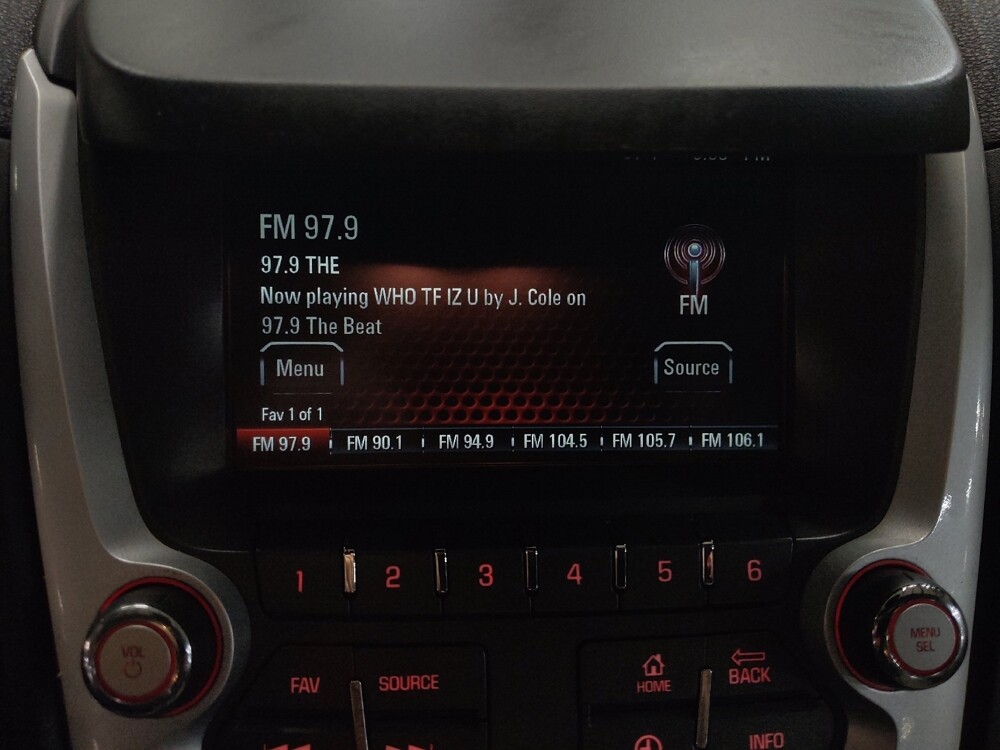 FM 97.9
97.9 THE
Now playing WHO TF IZ U by J. Cole on
97.9 The Beat
FM
Menu
Source
Fav 1 of 1
FM 97.9 FM 90.1 FM 94.9 FM 104.5 FM 105.7 FM 106.1
1 2 3 4 5 6
VOL
MENU
SEL
FAV SOURCE
HOME
BACK
INFO